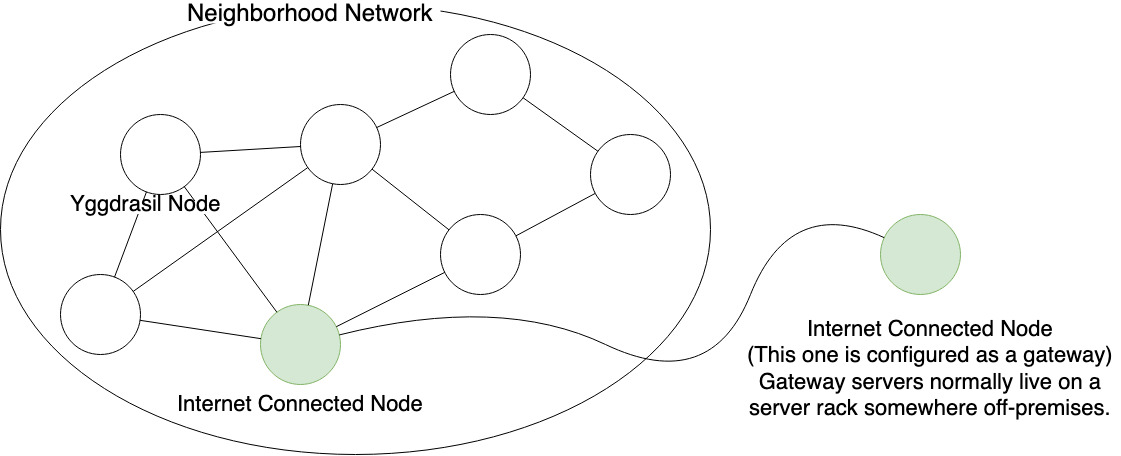 Neighborhood Network
Yggdrasil Node
Internet Connected Node
Internet Connected Node
(This one is configured as a gateway)
Gateway servers normally live on a
server rack somewhere off-premises.